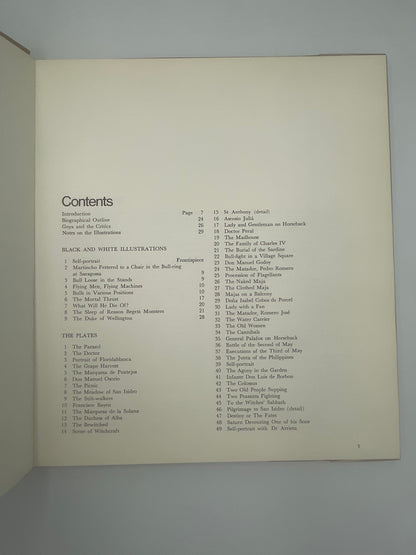 Contents
Introduction Page 7
Biographical Outline 24
Goya and the Critics 26
Notes on the Illustrations 29
BLACK AND WHITE ILLUSTRATIONS
1 Self-portrait Frontispiece
2 Martincho Fettered to a Chair in the Bull-ring
at Saragossa 9
3 Bull Loose in the Stands 9
4 Flying Men, Flying Machines 10
5 Bulls in Various Positions 10
6 The Mortal Thrust 17
7 What Will He Die Of? 20
8 The Sleep of Reason Begets Monsters 21
9 The Duke of Wellington 28
THE PLATES
1 The Parasol
2 The Doctor
3 Portrait of Floridablanca
4 The Grape Harvest
5 The Marquesa de Pontejos
6 Don Manuel Osorio
7 The Picnic
8 The Meadow of San Isidro
9 The Stilt-walkers
10 Francisco Bayeu
11 The Marquesa de la Solana
12 The Duchess of Alba
13 The Bewitched
14 Scene of Witchcraft
15 St Anthony (detail)
16 Asensio Juliá
17 Lady and Gentleman on Horseback
18 Doctor Peral
19 The Madhouse
20 The Family of Charles IV
21 The Burial of the Sardine
22 Bull-fight in a Village Square
23 Don Manuel Godoy
24 The Matador, Pedro Romero
25 Procession of Flagellants
26 The Naked Maja
27 The Clothed Maja
28 Majas on a Balcony
29 Doña Isabel Cobos de Porcel
30 Lady with a Fan
31 The Matador, Romero José
32 The Water Carrier
33 The Old Women
34 The Cannibals
35 General Palafox on Horseback
36 Battle of the Second of May
37 Executions of the Third of May
38 The Junta of the Philippines
39 Self-portrait
40 The Agony in the Garden
41 Infante Don Luis de Borbon
42 The Colossus
43 Two Old People Supping
44 Two Peasants Fighting
45 To the Witches' Sabbath
46 Pilgrimage to San Isidro (detail)
47 Destiny or The Fates
48 Saturn Devouring One of his Sons
49 Self-portrait with Dr Arrieta
5